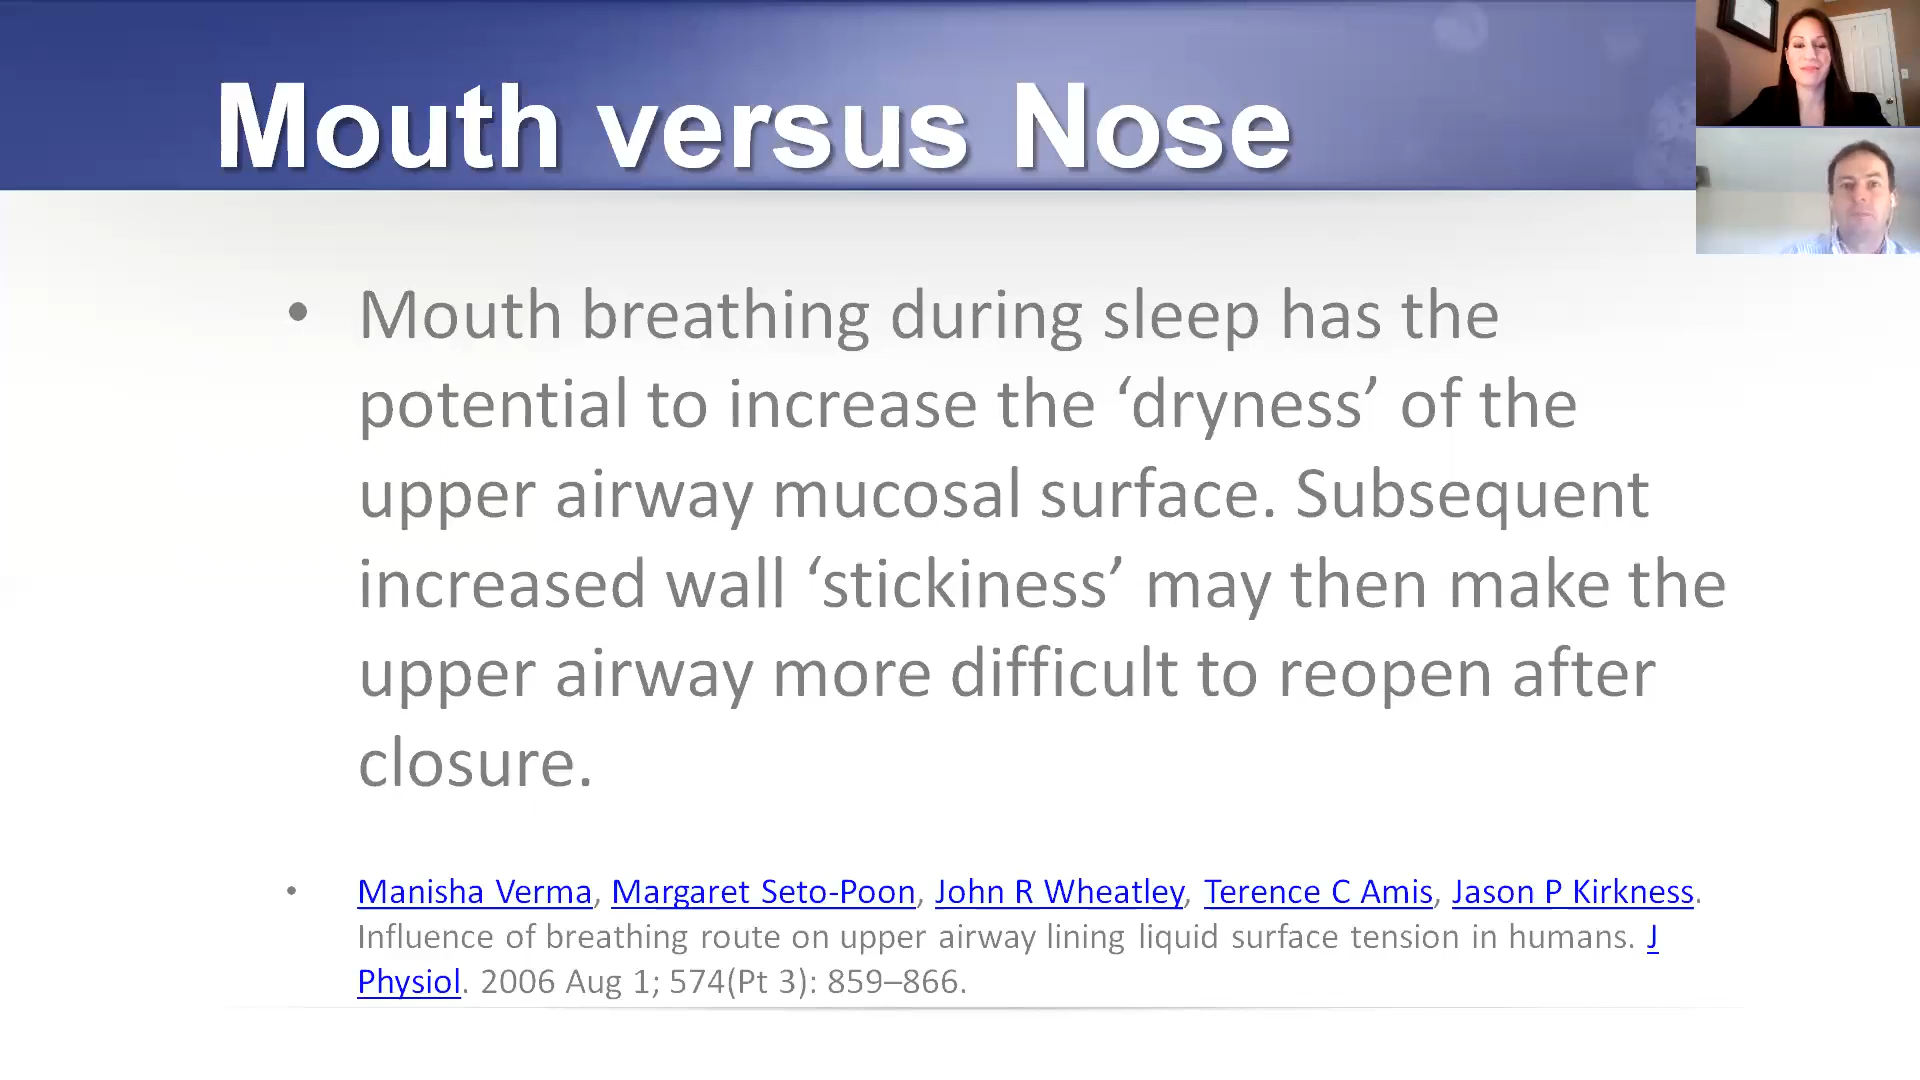 Mouth versus Nose
• Mouth breathing during sleep has the
potential to increase the ‘dryness’ of the
upper airway mucosal surface. Subsequent
increased wall ‘stickiness’ may then make the
upper airway more difficult to reopen after
closure.
• Manisha Verma, Margaret Seto-Poon, John R Wheatley, Terence C Amis, Jason P Kirkness.
Influence of breathing route on upper airway lining liquid surface tension in humans. J
Physiol. 2006 Aug 1; 574(Pt 3): 859–866.